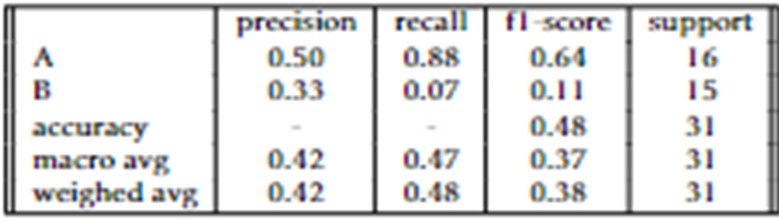 precision recall f1-score support
A 0.50 0.88 0.64 16
B 0.33 0.07 0.11 15
accuracy - - 0.48 31
macro avg 0.42 0.47 0.37 31
weighed avg 0.42 0.48 0.38 31